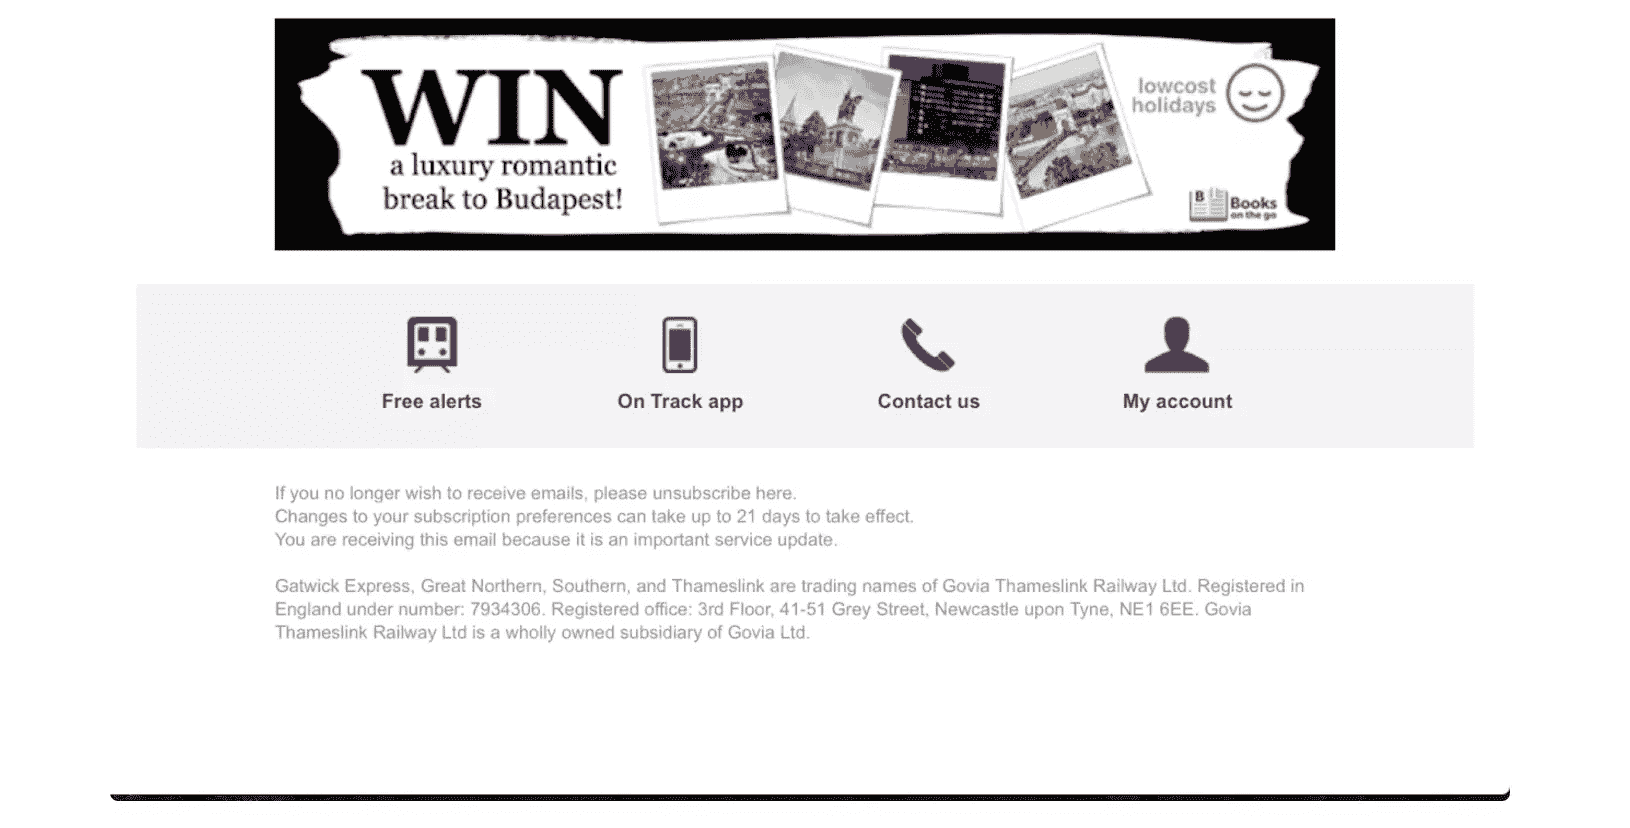 WIN
a luxury romantic
break to Budapest!
lowcost
holidays
B
Books
on the go
Free alerts
On Track app
Contact us
My account
If you no longer wish to receive emails, please unsubscribe here.
Changes to your subscription preferences can take up to 21 days to take effect.
You are receiving this email because it is an important service update.
Gatwick Express, Great Northern, Southern, and Thameslink are trading names of Govia Thameslink Railway Ltd. Registered in
England under number: 7934306. Registered office: 3rd Floor, 41-51 Grey Street, Newcastle upon Tyne, NE1 6EE. Govia
Thameslink Railway Ltd is a wholly owned subsidiary of Govia Ltd.